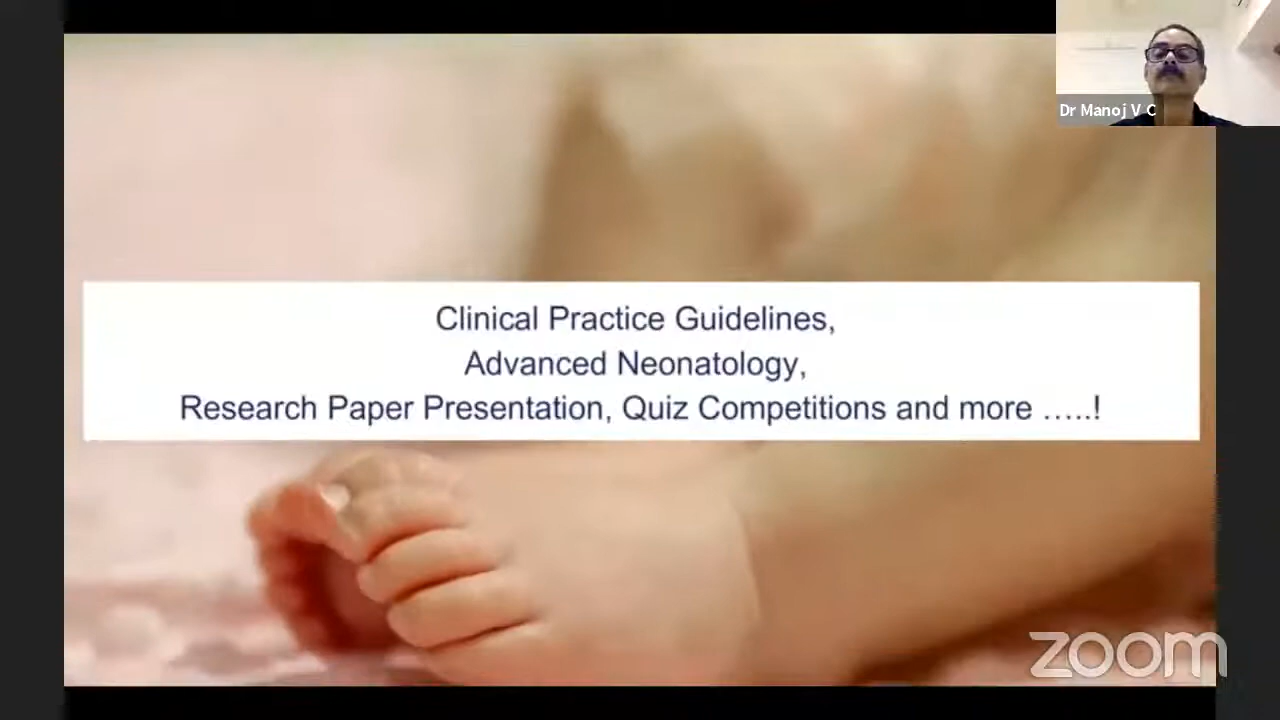 Dr Manoj V C
Clinical Practice Guidelines,
Advanced Neonatology,
Research Paper Presentation, Quiz Competitions and more …..!
zoom